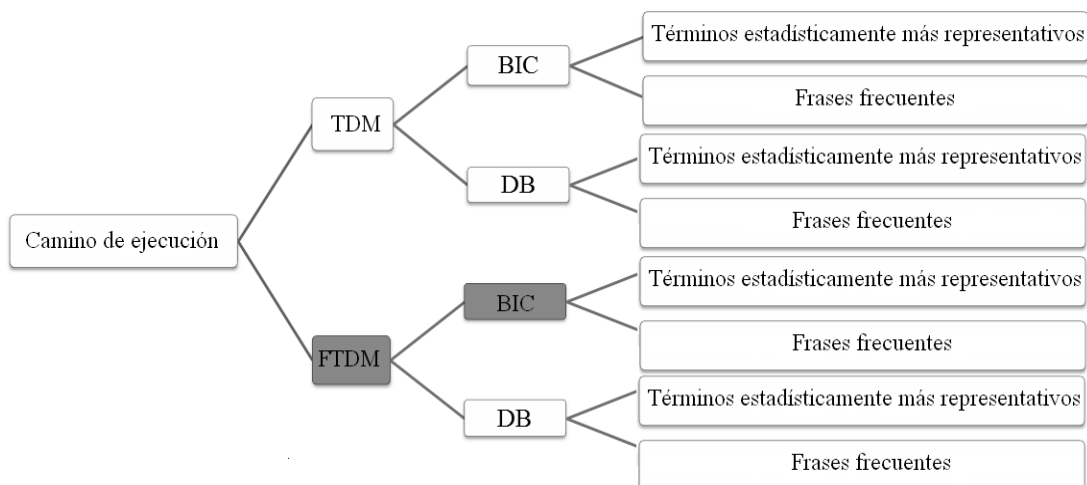 Términos estadísticamente más representativos
BIC
Frases frecuentes
TDM
Términos estadísticamente más representativos
DB
Frases frecuentes
Camino de ejecución
Términos estadísticamente más representativos
BIC
Frases frecuentes
FTDM
Términos estadísticamente más representativos
DB
Frases frecuentes